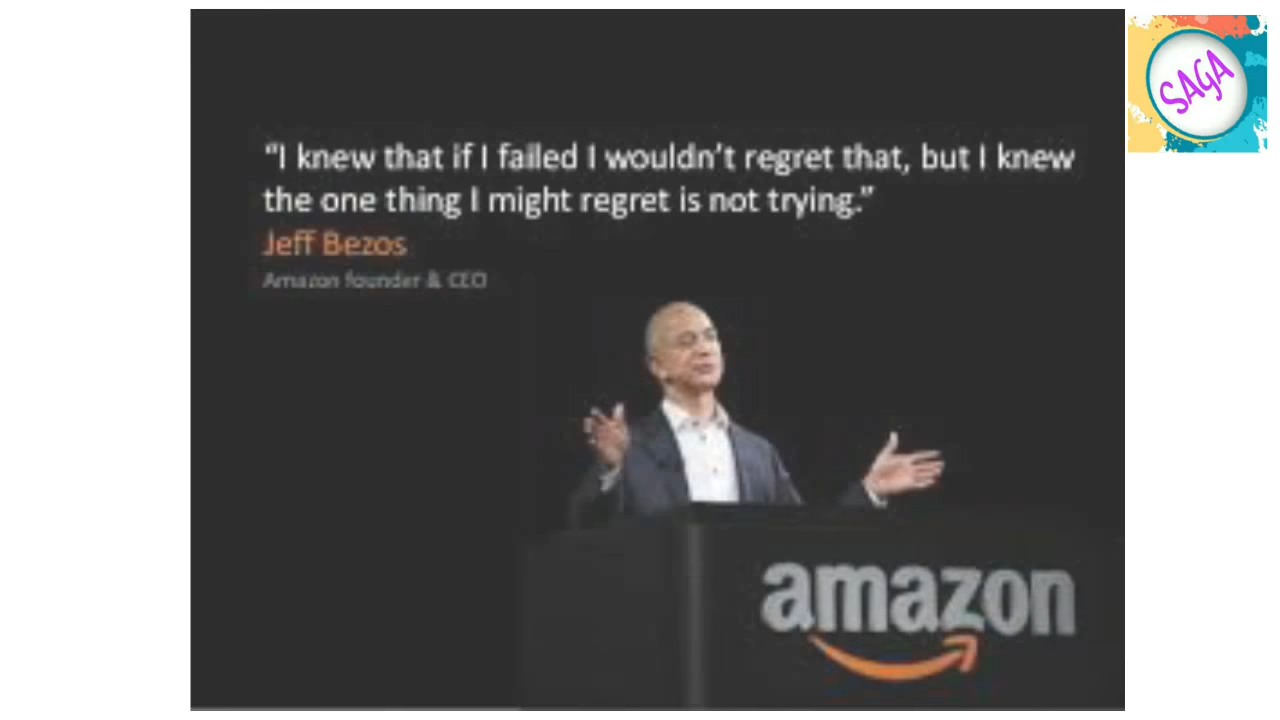 “I knew that if I failed I wouldn’t regret that, but I knew
the one thing I might regret is not trying.”
Jeff Bezos
Amazon founder & CEO
amazon
SAGA